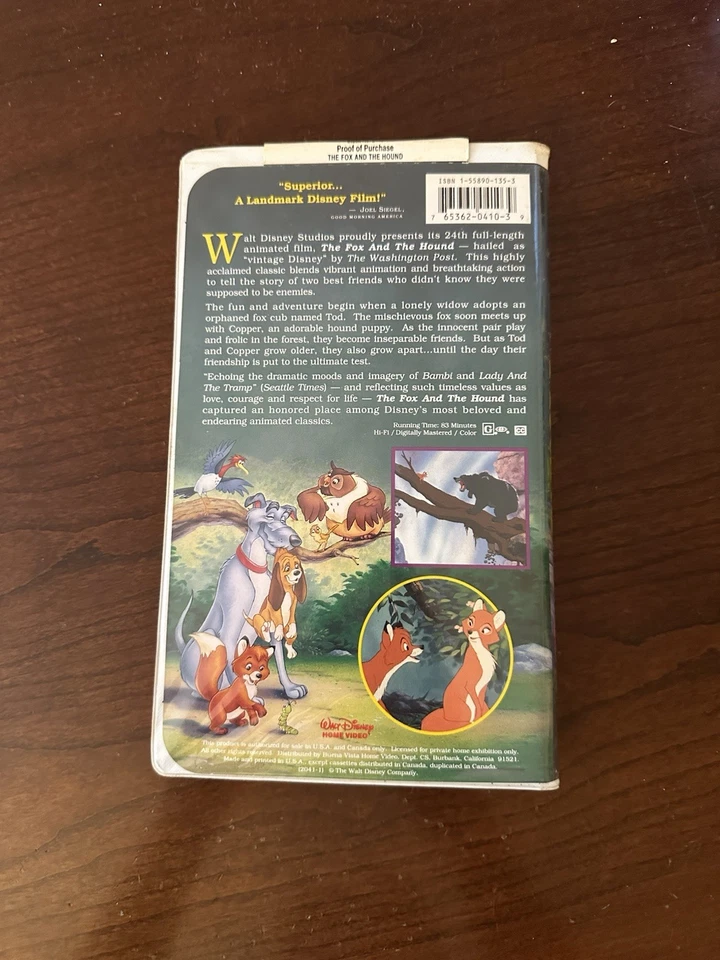 Proof of Purchase
THE FOX AND THE HOUND
"Superior...
A Landmark Disney Film!"
— JOEL SIEGEL,
GOOD MORNING AMERICA
ISBN 1-55890-135-3
7 65362-0410-3 9
Walt Disney Studios proudly presents its 24th full-length
animated film, The Fox And The Hound — hailed as
"vintage Disney" by The Washington Post. This highly
acclaimed classic blends vibrant animation and breathtaking action
to tell the story of two best friends who didn't know they were
supposed to be enemies.
The fun and adventure begin when a lonely widow adopts an
orphaned fox cub named Tod. The mischievous fox soon meets up
with Copper, an adorable hound puppy. As the innocent pair play
and frolic in the forest, they become inseparable friends. But as Tod
and Copper grow older, they also grow apart...until the day their
friendship is put to the ultimate test.
"Echoing the dramatic moods and imagery of Bambi and Lady And
The Tramp" (Seattle Times) — and reflecting such timeless values as
love, courage and respect for life — The Fox And The Hound has
captured an honored place among Disney's most beloved and
endearing animated classics.
Running Time: 83 Minutes
Hi-Fi / Digitally Mastered / Color
G
CC
Walt Disney
HOME VIDEO
This product is authorized for sale in U.S.A. and Canada only. Licensed for private home exhibition only.
All other rights reserved. Distributed by Buena Vista Home Video, Dept. CS, Burbank, California 91521.
Made and printed in U.S.A., except cassettes distributed in Canada, duplicated in Canada.
(2041-1) © The Walt Disney Company.